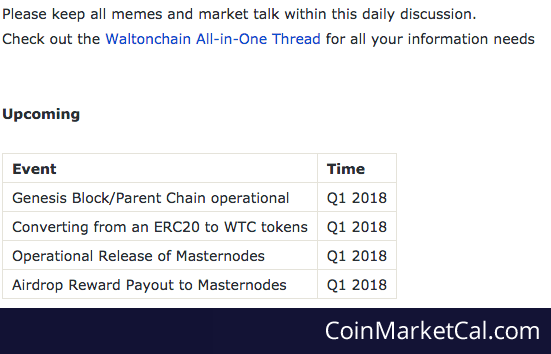 Please keep all memes and market talk within this daily discussion.
Check out the Waltonchain All-in-One Thread for all your information needs
Upcoming
Event Time
Genesis Block/Parent Chain operational Q1 2018
Converting from an ERC20 to WTC tokens Q1 2018
Operational Release of Masternodes Q1 2018
Airdrop Reward Payout to Masternodes Q1 2018
CoinMarketCal.com